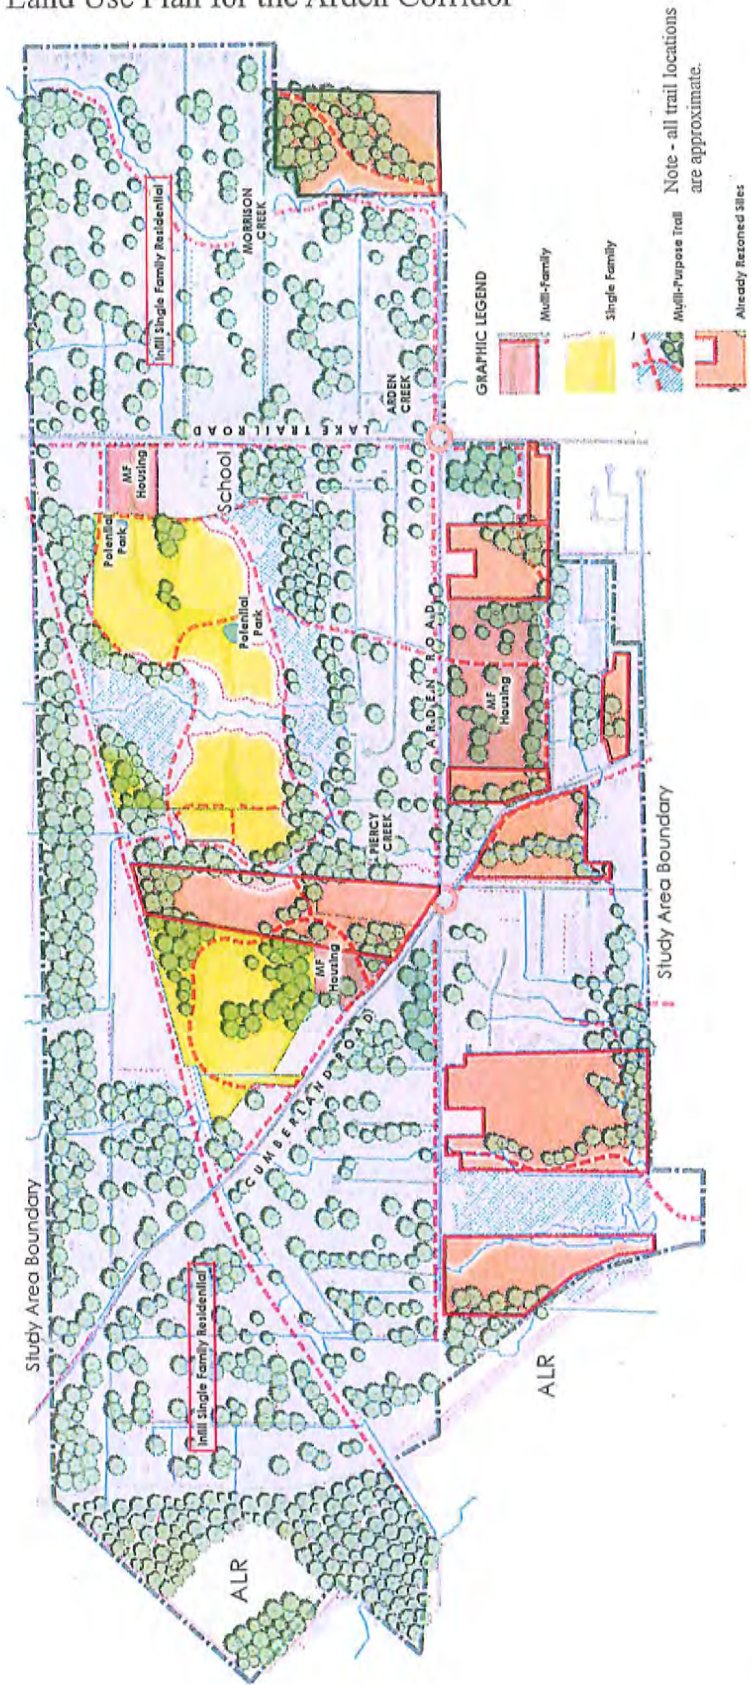 Land Use Plan for the Arden Corridor
Study Area Boundary
Infill Single Family Residential
MORRISON
CREEK
LAKE TRAIL ROAD
ARDEN
CREEK
MF
Housing
School
Potential
Park
Potential
Park
ARDEN ROAD
MF
Housing
PIERCY
CREEK
MF
Housing
CUMBERLAND ROAD
Infill Single Family Residential
ALR
ALR
Study Area Boundary
GRAPHIC LEGEND
Multi-Family
Single Family
Multi-Purpose Trail
Already Rezoned Sites
Note - all trail locations
are approximate.